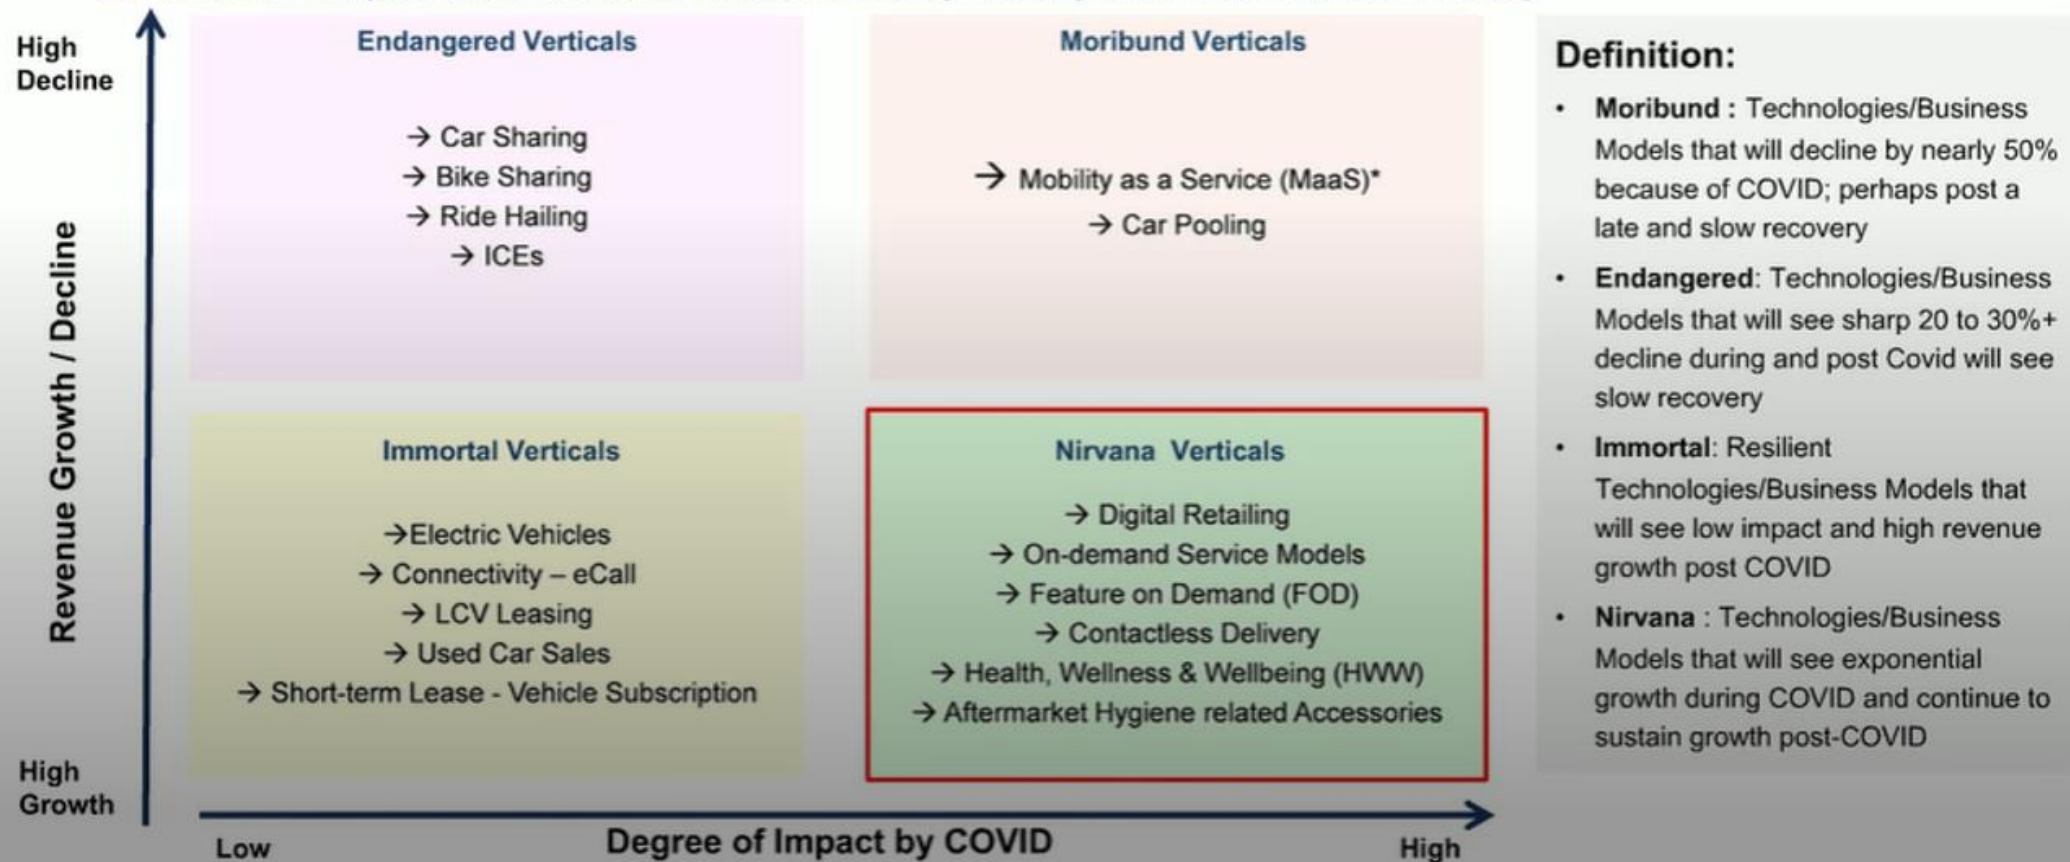 High
Decline
Revenue Growth / Decline
High
Growth
Endangered Verticals
→ Car Sharing
→ Bike Sharing
→ Ride Hailing
→ ICEs
Moribund Verticals
→ Mobility as a Service (MaaS)*
→ Car Pooling
Immortal Verticals
→Electric Vehicles
→ Connectivity – eCall
→ LCV Leasing
→ Used Car Sales
→ Short-term Lease - Vehicle Subscription
Nirvana Verticals
→ Digital Retailing
→ On-demand Service Models
→ Feature on Demand (FOD)
→ Contactless Delivery
→ Health, Wellness & Wellbeing (HWW)
→ Aftermarket Hygiene related Accessories
Low
Degree of Impact by COVID
High
Definition:
• Moribund : Technologies/Business
Models that will decline by nearly 50%
because of COVID; perhaps post a
late and slow recovery
• Endangered: Technologies/Business
Models that will see sharp 20 to 30%+
decline during and post Covid will see
slow recovery
• Immortal: Resilient
Technologies/Business Models that
will see low impact and high revenue
growth post COVID
• Nirvana : Technologies/Business
Models that will see exponential
growth during COVID and continue to
sustain growth post-COVID